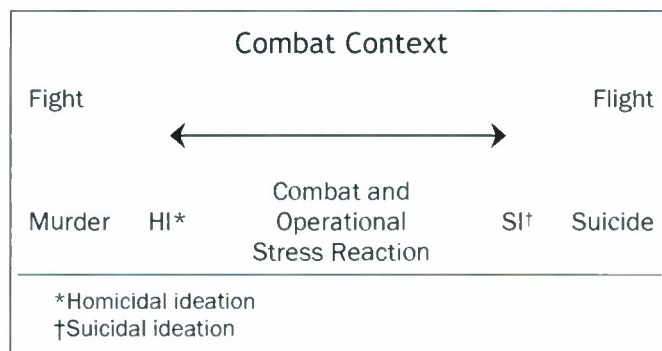 Combat Context
Fight Flight
Combat and
Murder HI* Operational SI† Suicide
Stress Reaction
*Homicidal ideation
†Suicidal ideation